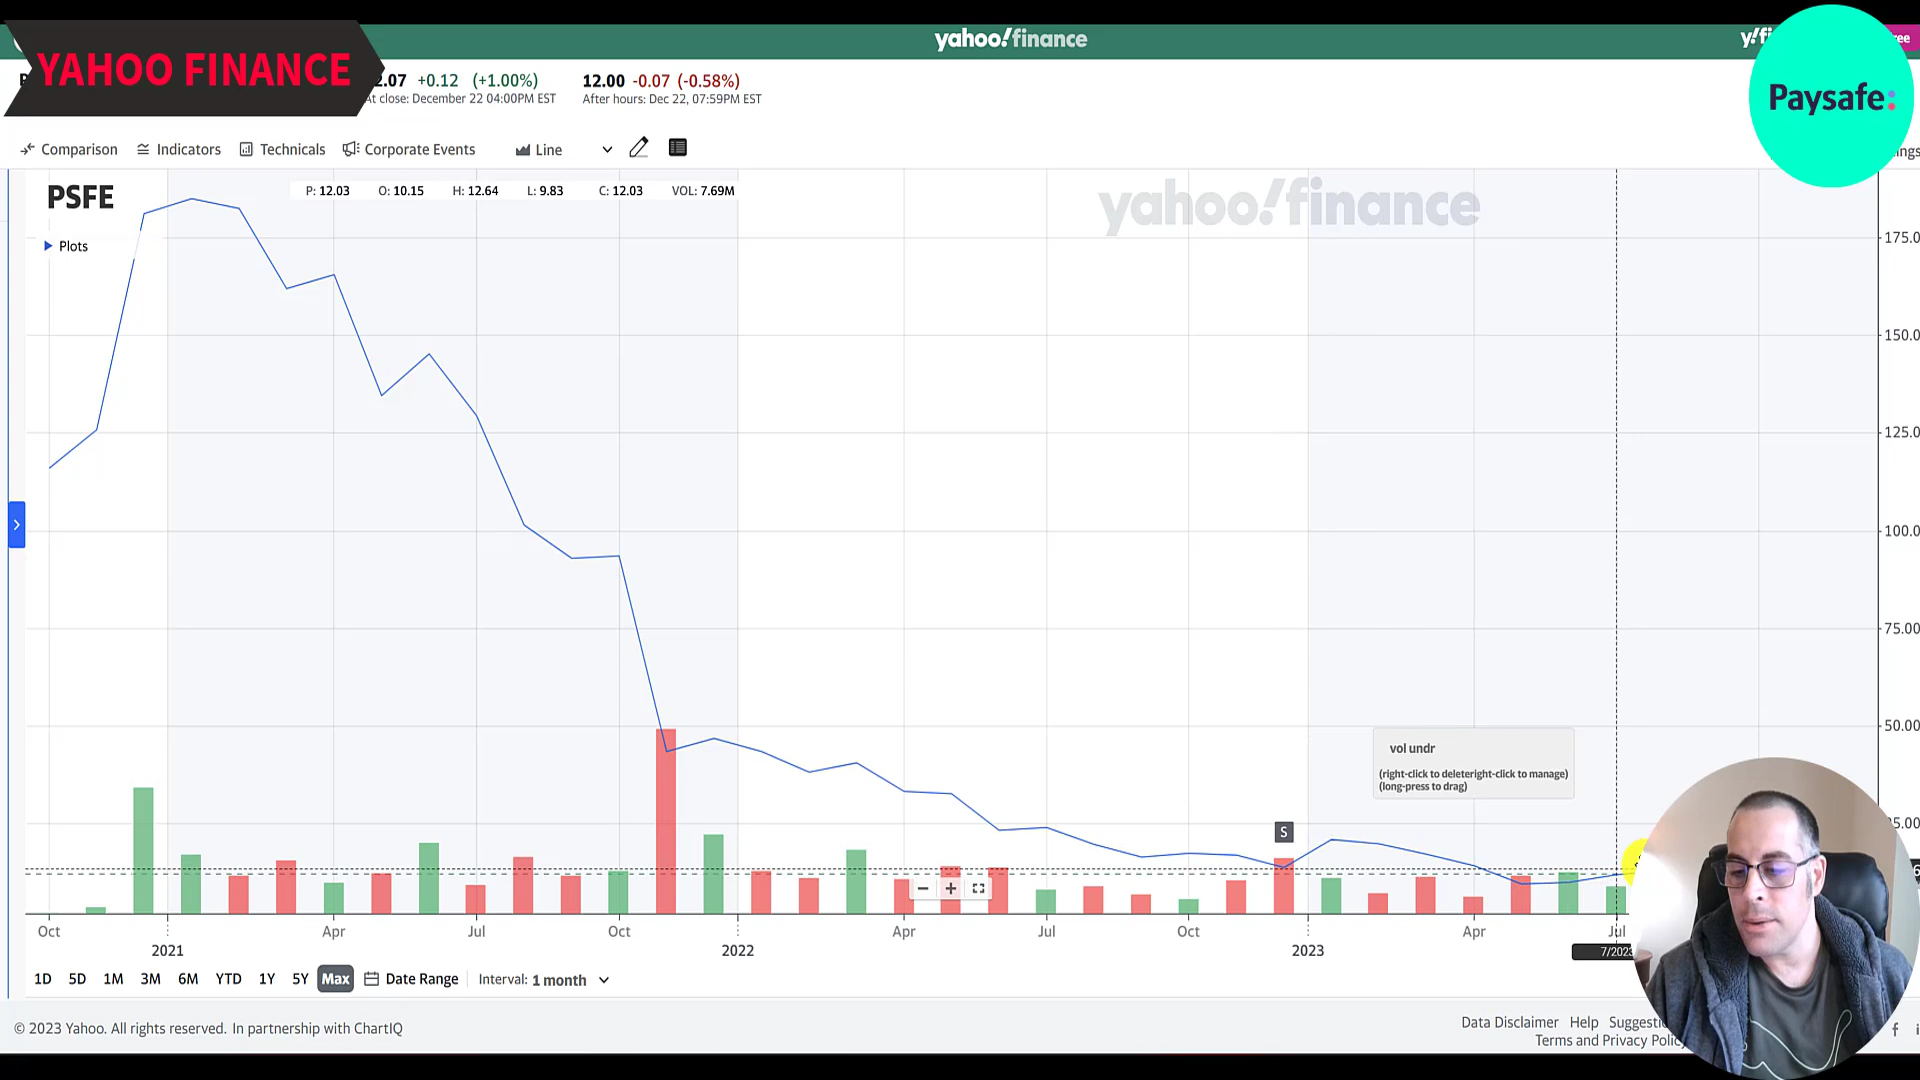 yahoo!finance
YAHOO FINANCE
2.07 +0.12 (+1.00%)
At close: December 22 04:00PM EST
12.00 -0.07 (-0.58%)
After hours: Dec 22, 07:59PM EST
Paysafe:
Comparison Indicators Technicals Corporate Events Line
PSFE
P: 12.03 O: 10.15 H: 12.64 L: 9.83 C: 12.03 VOL: 7.69M
yahoo!finance
Plots
175.0
150.0
125.0
100.0
75.00
50.00
vol undr
(right-click to deleteright-click to manage)
(long-press to drag)
S
Oct Apr Jul Oct Apr Jul Oct Apr Jul
2021 2022 2023
7/2023
1D 5D 1M 3M 6M YTD 1Y 5Y Max Date Range Interval: 1 month
© 2023 Yahoo. All rights reserved. In partnership with ChartIQ
Data Disclaimer Help
Terms and Privacy